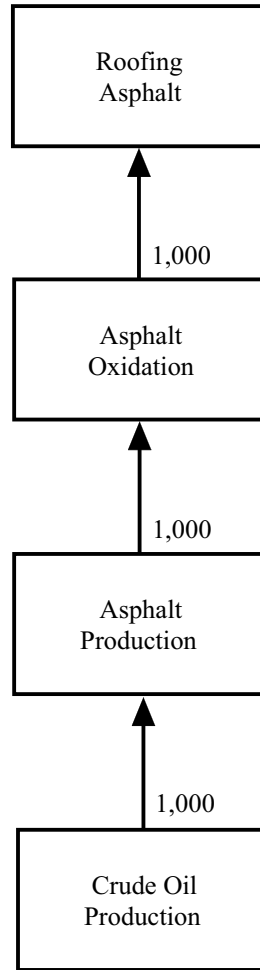 Roofing
Asphalt
1,000
Asphalt
Oxidation
1,000
Asphalt
Production
1,000
Crude Oil
Production